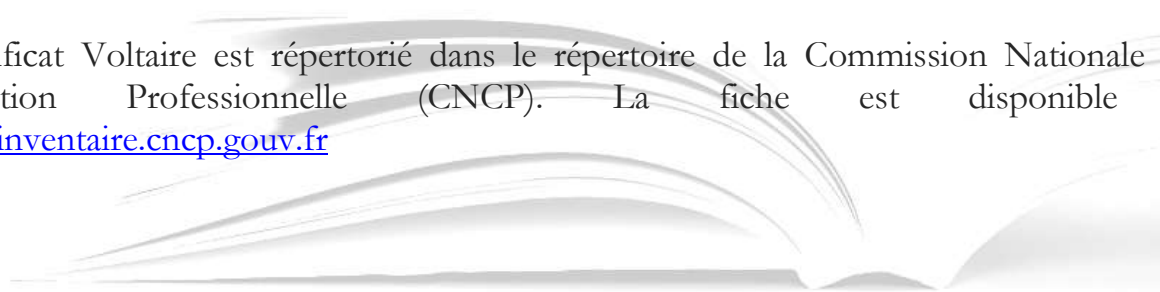 ificat Voltaire est répertorié dans le répertoire de la Commission Nationale
tion Professionnelle (CNCP). La fiche est disponible
inventaire.cncp.gouv.fr